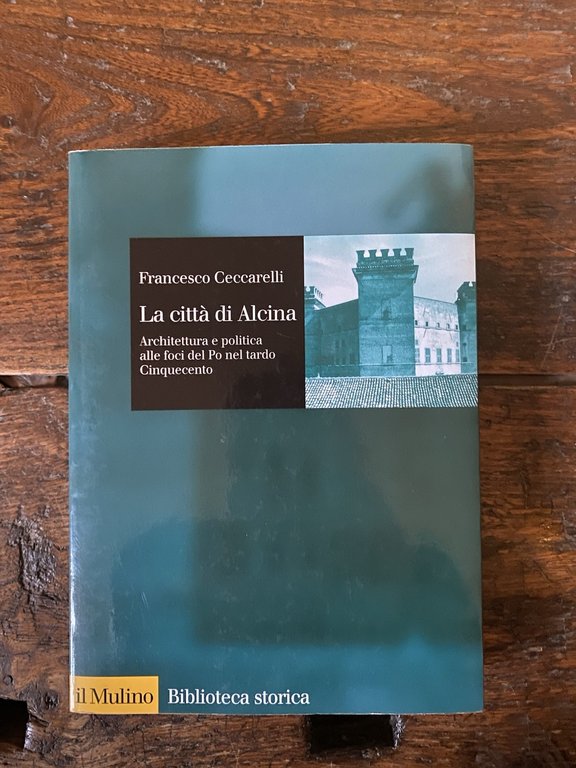 Francesco Ceccarelli
La città di Alcina
Architettura e politica
alle foci del Po nel tardo
Cinquecento
il Mulino Biblioteca storica